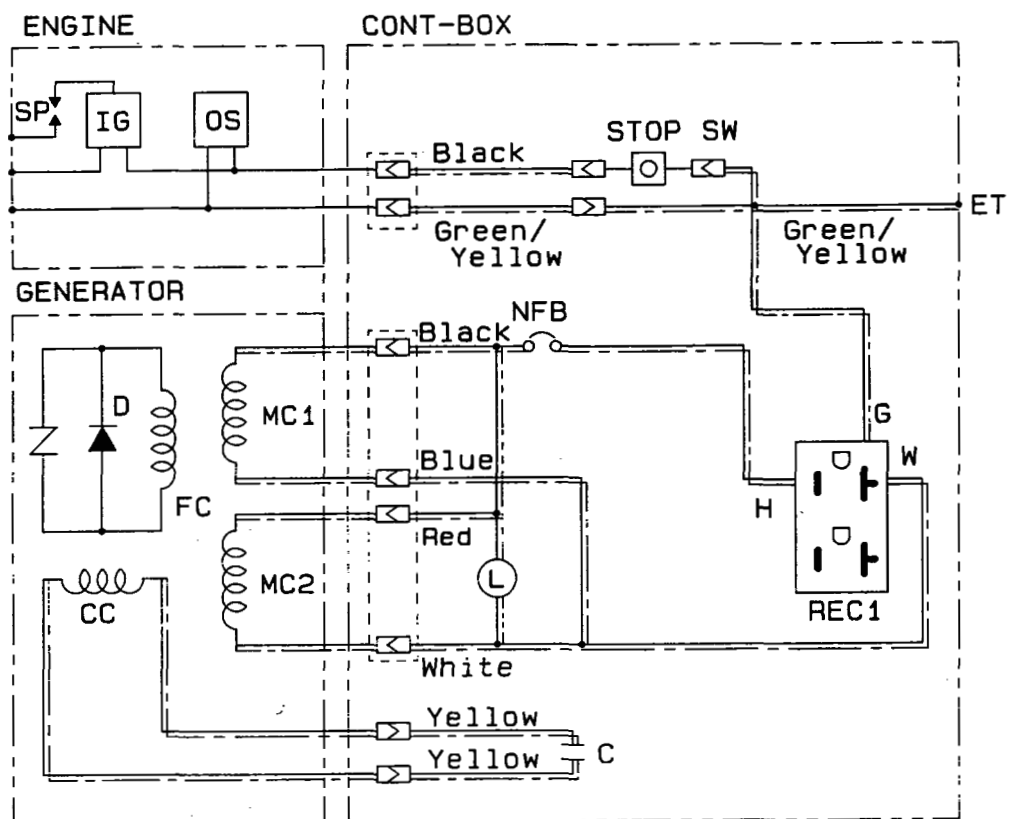 ENGINE
CONT-BOX
SP
IG
OS
STOP SW
Black
ET
Green/
Yellow
Green/
Yellow
GENERATOR
NFB
Black
D
MC1
G
Blue
W
FC
H
Red
MC2
L
CC
REC1
White
Yellow
Yellow
C